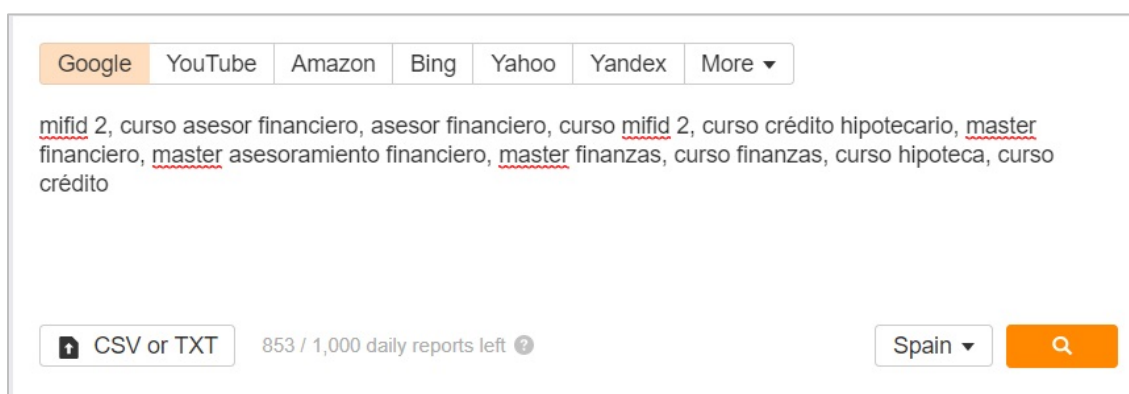 Google YouTube Amazon Bing Yahoo Yandex More
mifid 2, curso asesor financiero, asesor financiero, curso mifid 2, curso crédito hipotecario, master
financiero, master asesoramiento financiero, master finanzas, curso finanzas, curso hipoteca, curso
crédito
CSV or TXT 853 / 1,000 daily reports left ? Spain